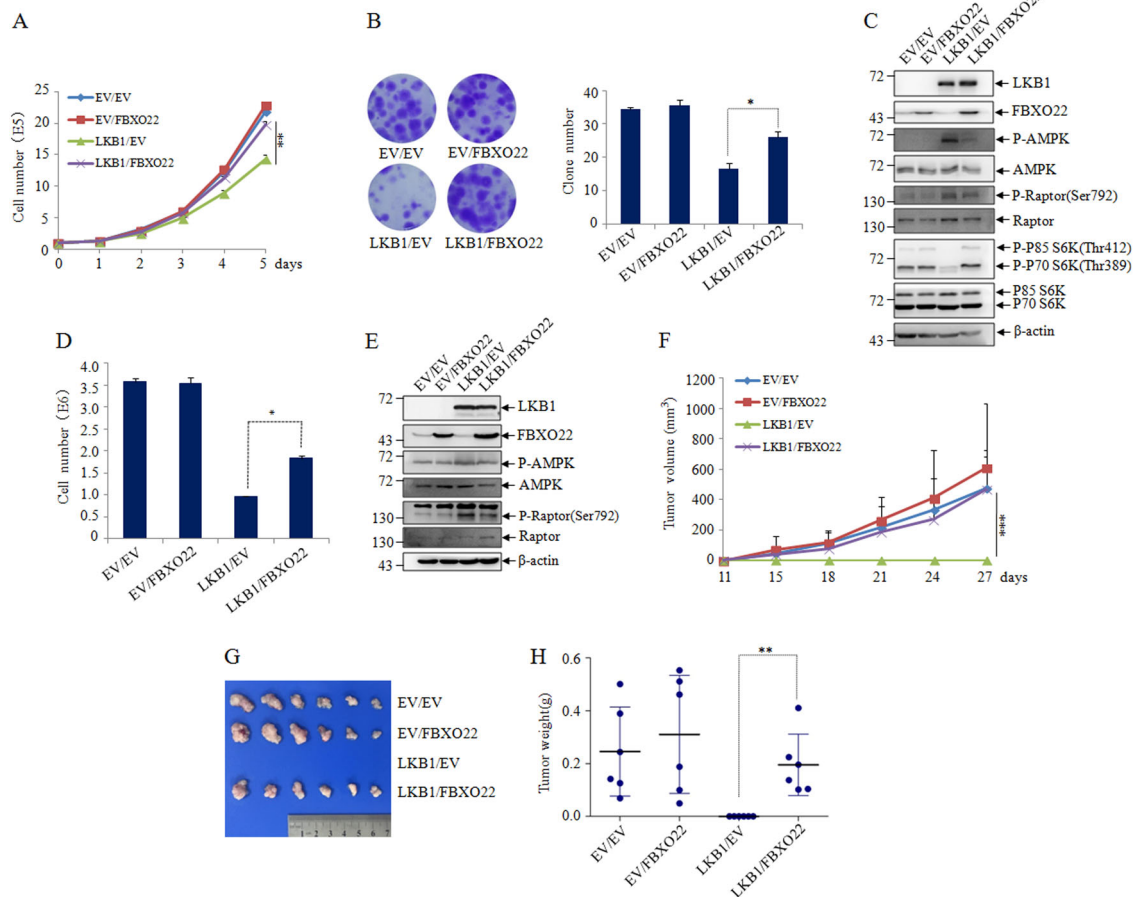 A
Cell number (E5)
25
20
15
10
5
0
EV/EV
EV/FBXO22
LKB1/EV
LKB1/FBXO22
**
0 1 2 3 4 5 days
B
EV/EV EV/FBXO22
LKB1/EV LKB1/FBXO22
Clone number
40
30
20
10
0
*
EV/EV
EV/FBXO22
LKB1/EV
LKB1/FBXO22
C
EV/EV
EV/FBXO22
LKB1/EV
LKB1/FBXO22
72 LKB1
43 FBXO22
72 P-AMPK
72 AMPK
130 P-Raptor(Ser792)
130 Raptor
P-P85 S6K(Thr412)
72 P-P70 S6K(Thr389)
P85 S6K
72 P70 S6K
43 β-actin
D
Cell number (E6)
4.0
3.5
3.0
2.5
2.0
1.5
1.0
0.5
0
*
EV/EV
EV/FBXO22
LKB1/EV
LKB1/FBXO22
E
EV/EV
EV/FBXO22
LKB1/EV
LKB1/FBXO22
72 LKB1
43 FBXO22
72 P-AMPK
72 AMPK
130 P-Raptor(Ser792)
130 Raptor
43 β-actin
F
Tumor volume (mm³)
1200
1000
800
600
400
200
0
EV/EV
EV/FBXO22
LKB1/EV
LKB1/FBXO22
***
11 15 18 21 24 27 days
G
EV/EV
EV/FBXO22
LKB1/EV
LKB1/FBXO22
1 2 3 4 5 6 7
H
Tumor weight(g)
0.6
0.4
0.2
0.0
**
EV/EV
EV/FBXO22
LKB1/EV
LKB1/FBXO22